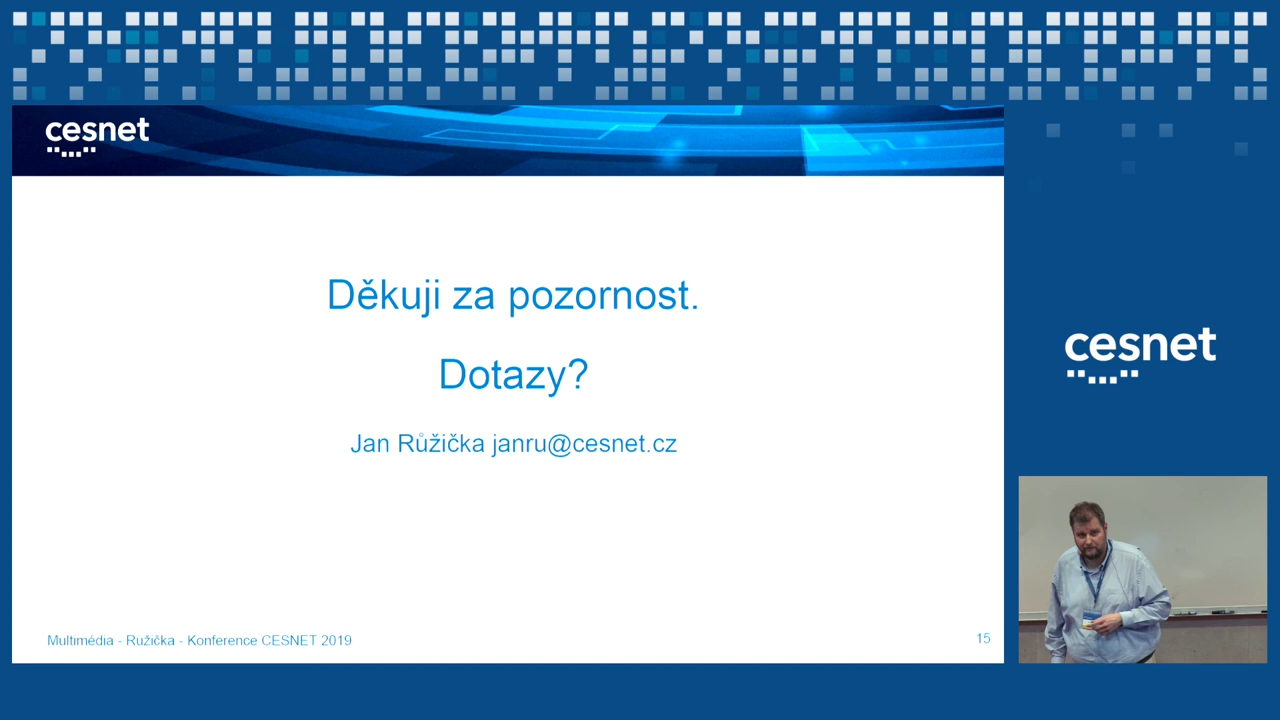 cesnet
Děkuji za pozornost.
Dotazy?
Jan Růžička janru@cesnet.cz
Multimédia - Ružička - Konference CESNET 2019
15
cesnet